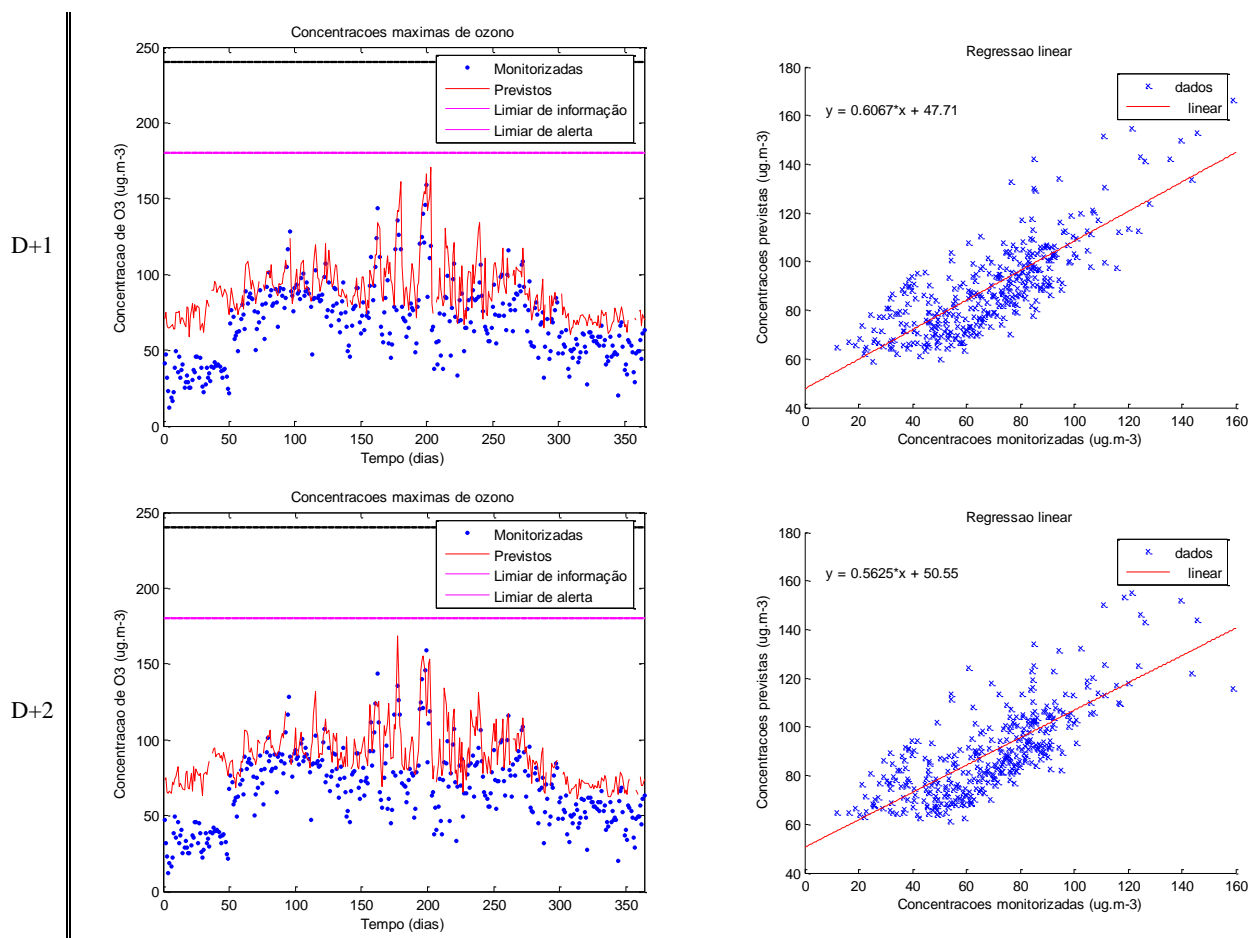 D+1
Concentracoes maximas de ozono
Concentracao de O3 (ug.m-3)
250
200
150
100
50
0
Monitorizadas
Previstos
Limiar de informação
Limiar de alerta
0 50 100 150 200 250 300 350
Tempo (dias)
Regressao linear
Concentracoes previstas (ug.m-3)
180
160
140
120
100
80
60
40
y = 0.6067*x + 47.71
dados
linear
0 20 40 60 80 100 120 140 160
Concentracoes monitorizadas (ug.m-3)
D+2
Concentracoes maximas de ozono
Concentracao de O3 (ug.m-3)
250
200
150
100
50
0
Monitorizadas
Previstos
Limiar de informação
Limiar de alerta
0 50 100 150 200 250 300 350
Tempo (dias)
Regressao linear
Concentracoes previstas (ug.m-3)
180
160
140
120
100
80
60
40
y = 0.5625*x + 50.55
dados
linear
0 20 40 60 80 100 120 140 160
Concentracoes monitorizadas (ug.m-3)